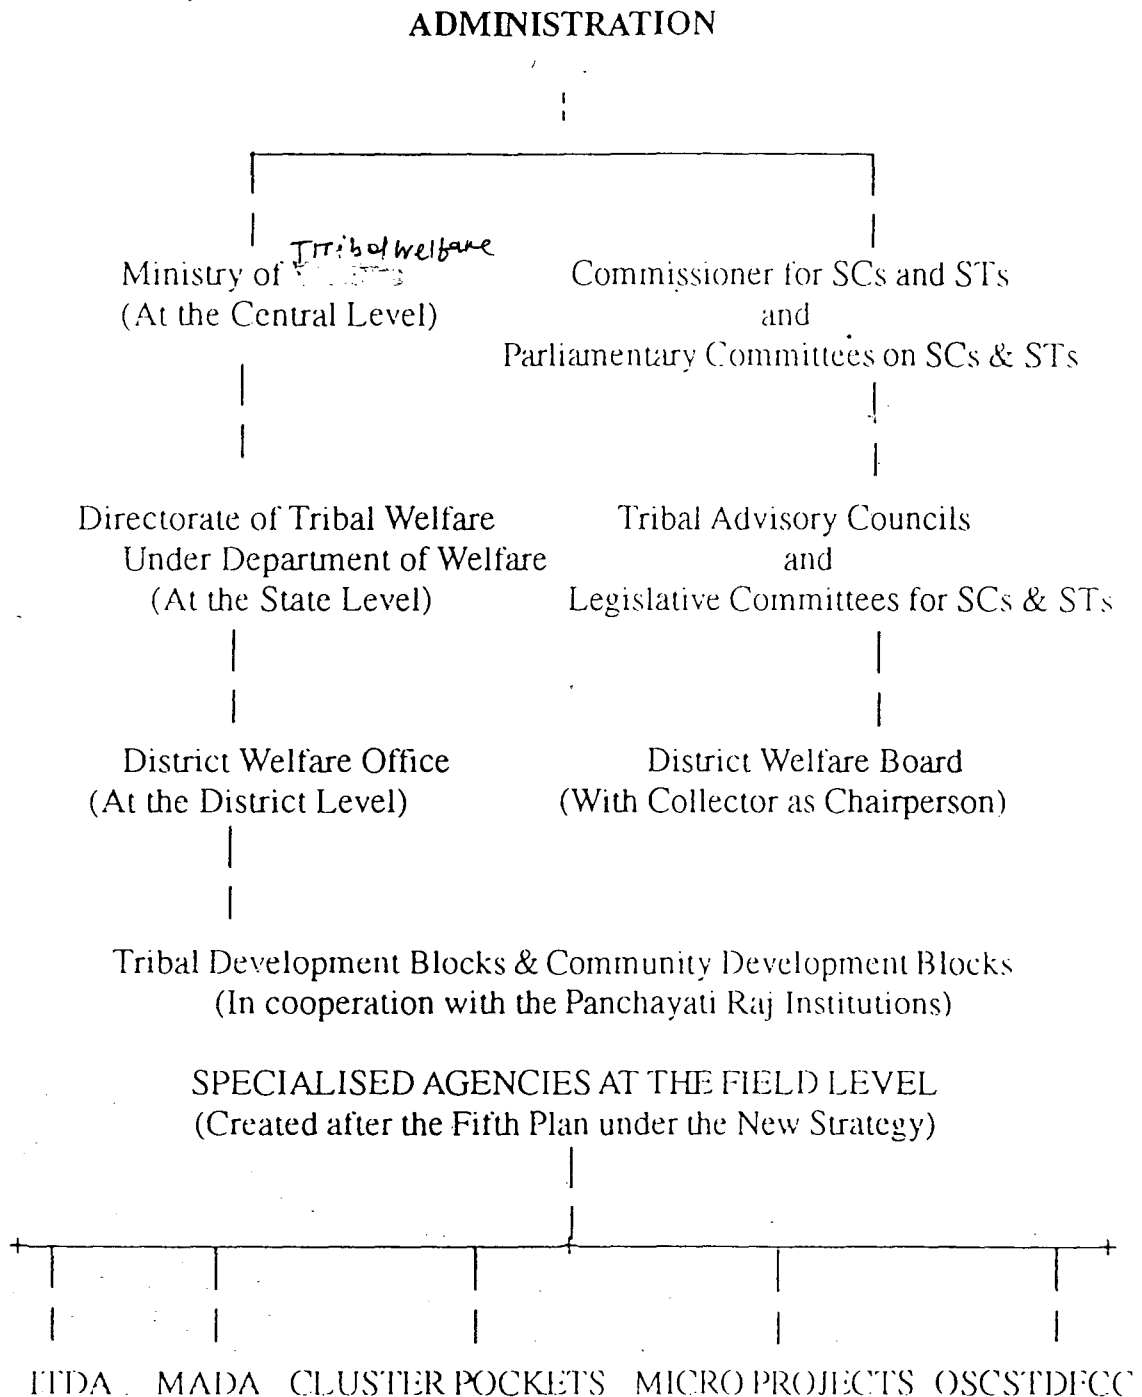 ADMINISTRATION
Trribal welfare
Ministry of
(At the Central Level)
Commissioner for SCs and STs
and
Parliamentary Committees on SCs & STs
Directorate of Tribal Welfare
Under Department of Welfare
(At the State Level)
Tribal Advisory Councils
and
Legislative Committees for SCs & STs
District Welfare Office
(At the District Level)
District Welfare Board
(With Collector as Chairperson)
Tribal Development Blocks & Community Development Blocks
(In cooperation with the Panchayati Raj Institutions)
SPECIALISED AGENCIES AT THE FIELD LEVEL
(Created after the Fifth Plan under the New Strategy)
ITDA MADA CLUSTER POCKETS MICRO PROJECTS OSCSTDFCC